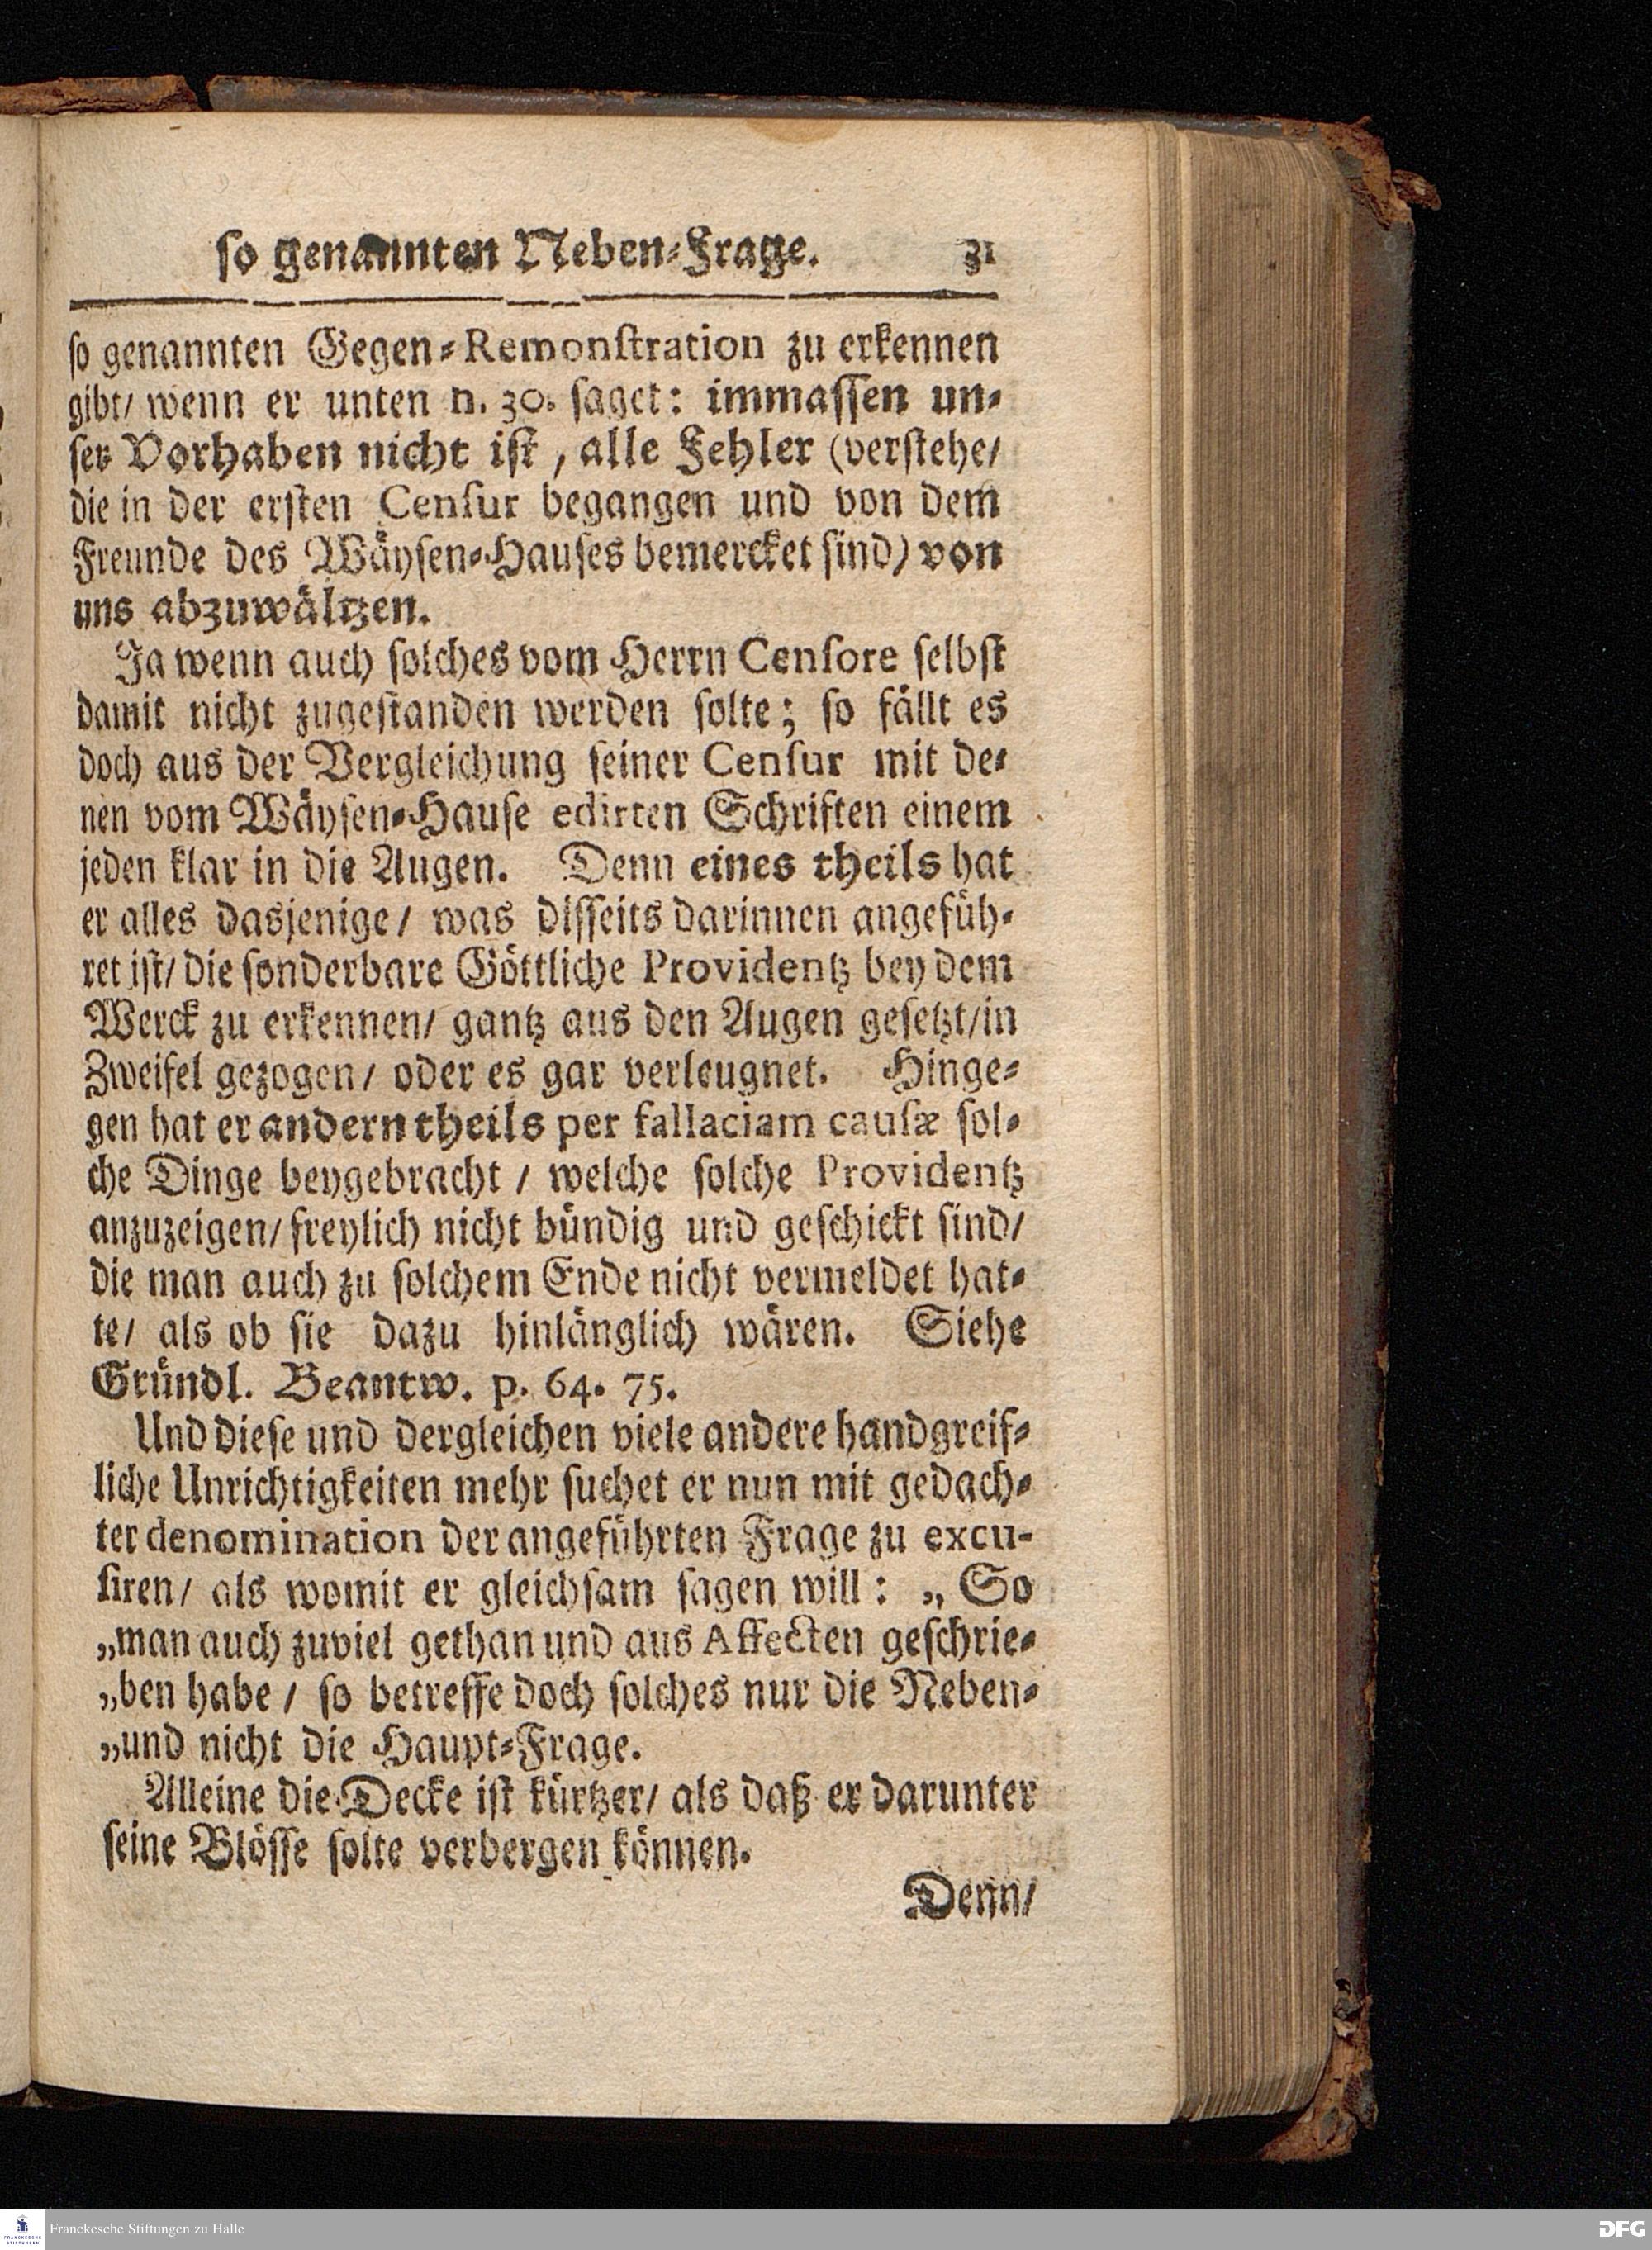 so genannten Neben-Frage. 31
so genannten Gegen-Remonstration zu erkennen
gibt/ wenn er unten n. 30. saget: immassen un-
ser Vorhaben nicht ist, alle Fehler (verstehe/
die in der ersten Censur begangen und von dem
Freunde des Wäysen-Hauses bemercket sind) von
uns abzuwältzen.
Ja wenn auch solches vom Herrn Censore selbst
damit nicht zugestanden werden solte; so fällt es
doch aus der Vergleichung seiner Censur mit de-
nen vom Wäysen-Hause edirten Schriften einem
jeden klar in die Augen. Denn eines theils hat
er alles dasjenige/ was disseits darinnen angefüh-
ret ist/ die sonderbare Göttliche Providentz bey dem
Werck zu erkennen/ gantz aus den Augen gesetzt/in
Zweifel gezogen/ oder es gar verleugnet. Hinge-
gen hat er andern theils per fallaciam causæ sol-
che Dinge beygebracht / welche solche Providentz
anzuzeigen/ freylich nicht bündig und geschickt sind/
die man auch zu solchem Ende nicht vermeldet hat-
te/ als ob sie dazu hinlänglich wären. Siehe
Gründl. Beantw. p. 64. 75.
Und diese und dergleichen viele andere handgreif-
liche Unrichtigkeiten mehr suchet er nun mit gedach-
ter denomination der angeführten Frage zu excu-
siren/ als womit er gleichsam sagen will: „ So
„man auch zuviel gethan und aus Affecten geschrie-
„ben habe / so betreffe doch solches nur die Neben-
„und nicht die Haupt-Frage.
Alleine die Decke ist kürtzer/ als daß er darunter
seine Blösse solte verbergen können.
Denn/
Franckesche Stiftungen zu Halle
FRANCKESCHE
STIFTUNGEN
DFG